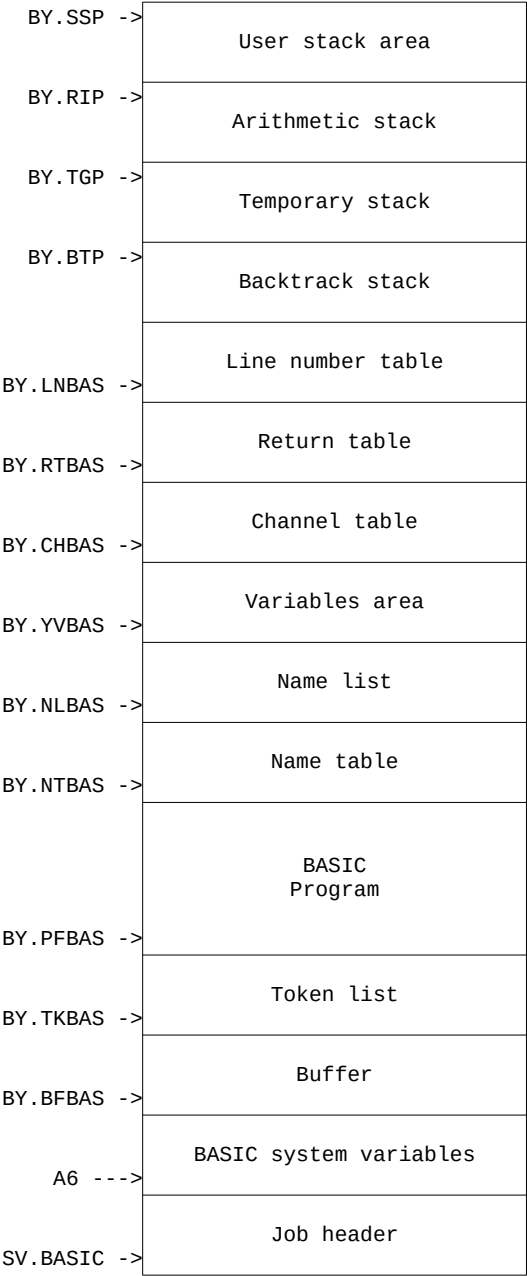 BY.SSP ->
User stack area
BY.RIP ->
Arithmetic stack
BY.TGP ->
Temporary stack
BY.BTP ->
Backtrack stack
Line number table
BY.LNBAS ->
Return table
BY.RTBAS ->
Channel table
BY.CHBAS ->
Variables area
BY.YVBAS ->
Name list
BY.NLBAS ->
Name table
BY.NTBAS ->
BASIC
Program
BY.PFBAS ->
Token list
BY.TKBAS ->
Buffer
BY.BFBAS ->
BASIC system variables
A6 --->
Job header
SV.BASIC ->